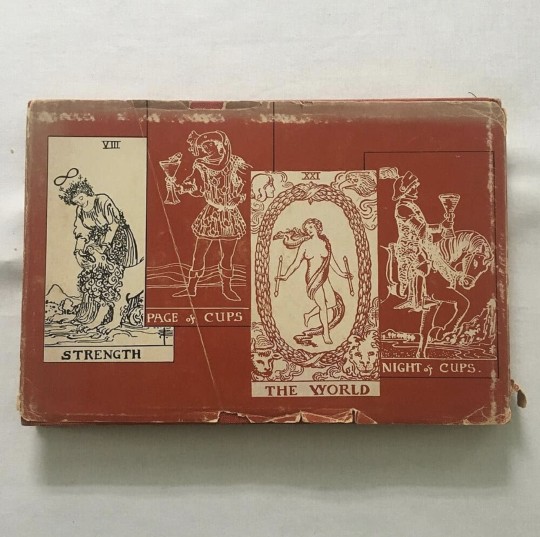 VIII
STRENGTH
PAGE of CUPS
XXI
THE WORLD
NIGHT of CUPS.